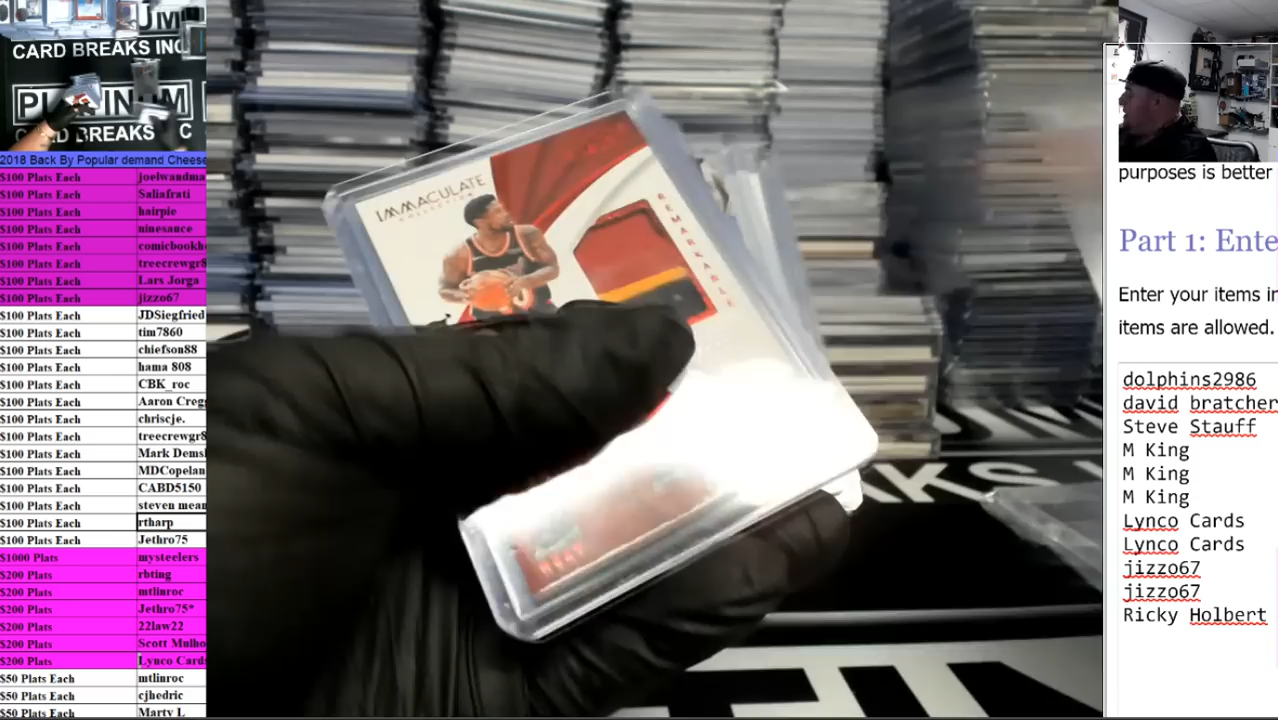 CARD BREAKS INC
PLATINUM
CARD BREAKS
2018 Back By Popular demand Cheese
$100 Plats Each joelwandma
$100 Plats Each Saliafrati
$100 Plats Each hairpie
$100 Plats Each ninesauce
$100 Plats Each comicbookh
$100 Plats Each treecrewgr8
$100 Plats Each Lars Jorga
$100 Plats Each jizzo67
$100 Plats Each JDSiegfried
$100 Plats Each tim7860
$100 Plats Each chiefson88
$100 Plats Each hama 808
$100 Plats Each CBK_roc
$100 Plats Each Aaron Creg
$100 Plats Each chriscje.
$100 Plats Each treecrewgr8
$100 Plats Each Mark Dems
$100 Plats Each MDCopelan
$100 Plats Each CABD5150
$100 Plats Each steven mean
$100 Plats Each rtharp
$100 Plats Each Jethro75
$1000 Plats mysteelers
$200 Plats rbting
$200 Plats mtlinroc
$200 Plats Jethro75*
$200 Plats 22law22
$200 Plats Scott Mulho
$200 Plats Lynco Cards
$50 Plats Each mtlinroc
$50 Plats Each cjhedric
$50 Plats Each Marty L
IMMACULATE
COLLECTION
REMARKABLE
purposes is better
Part 1: Ente
Enter your items in
items are allowed.
dolphins2986
david bratcher
Steve Stauff
M King
M King
M King
Lynco Cards
Lynco Cards
jizzo67
jizzo67
Ricky Holbert